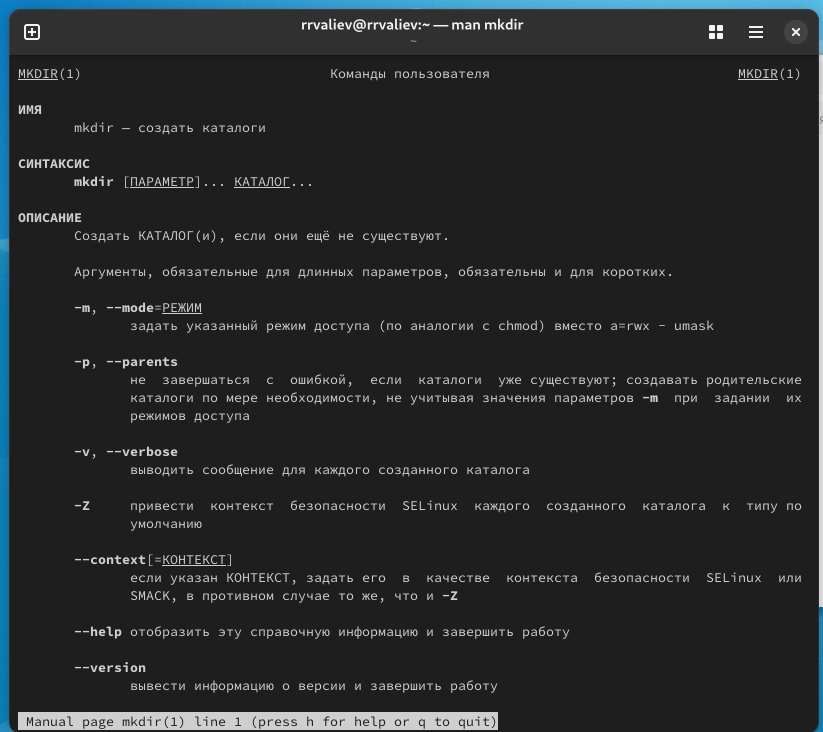 rrvaliev@rrvaliev:~ — man mkdir
~
MKDIR(1) Команды пользователя MKDIR(1)
ИМЯ
mkdir — создать каталоги
СИНТАКСИС
mkdir [ПАРАМЕТР]... КАТАЛОГ...
ОПИСАНИЕ
Создать КАТАЛОГ(и), если они ещё не существуют.
Аргументы, обязательные для длинных параметров, обязательны и для коротких.
-m, --mode=РЕЖИМ
задать указанный режим доступа (по аналогии с chmod) вместо a=rwx - umask
-p, --parents
не завершаться с ошибкой, если каталоги уже существуют; создавать родительские
каталоги по мере необходимости, не учитывая значения параметров -m при задании их
режимов доступа
-v, --verbose
выводить сообщение для каждого созданного каталога
-Z привести контекст безопасности SELinux каждого созданного каталога к типу по
умолчанию
--context[=КОНТЕКСТ]
если указан КОНТЕКСТ, задать его в качестве контекста безопасности SELinux или
SMACK, в противном случае то же, что и -Z
--help отобразить эту справочную информацию и завершить работу
--version
вывести информацию о версии и завершить работу
Manual page mkdir(1) line 1 (press h for help or q to quit)